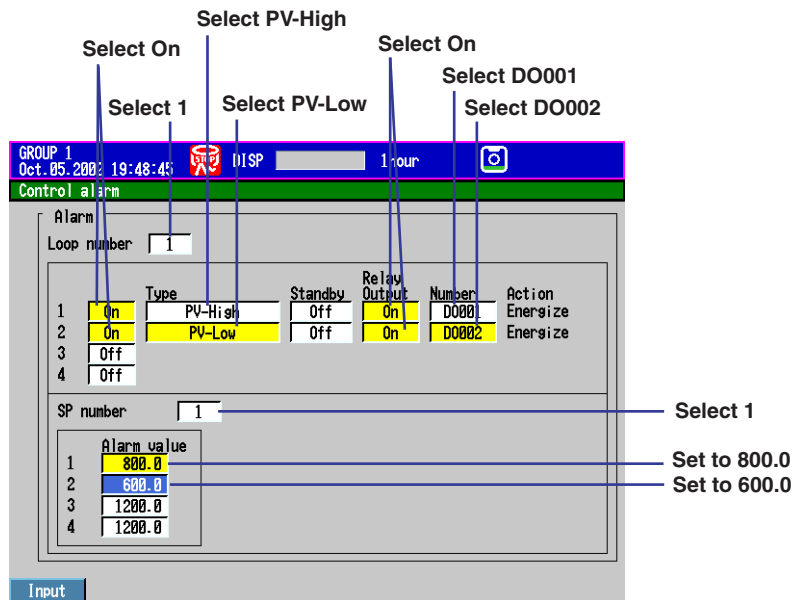 Select PV-High
Select On
Select On
Select DO001
Select 1
Select PV-Low
Select DO002
GROUP 1
Oct.05.2002 19:48:45
STOP
DISP
1hour
Control alarm
Alarm
Loop number 1
Type Standby Relay Output Number Action
1 On PV-High Off On DO001 Energize
2 On PV-Low Off On DO002 Energize
3 Off
4 Off
SP number 1
Select 1
Alarm value
1 800.0
Set to 800.0
2 600.0
Set to 600.0
3 1200.0
4 1200.0
Input